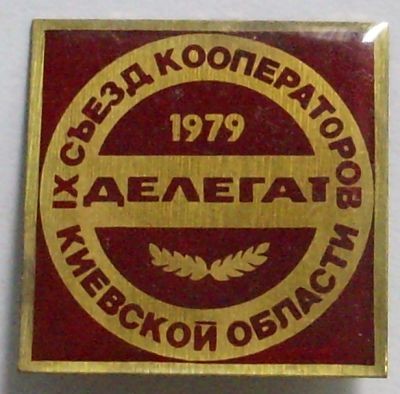 IX СЪЕЗД КООПЕРАТОРОВ
1979
ДЕЛЕГАТ
КИЕВСКОЙ ОБЛАСТИ